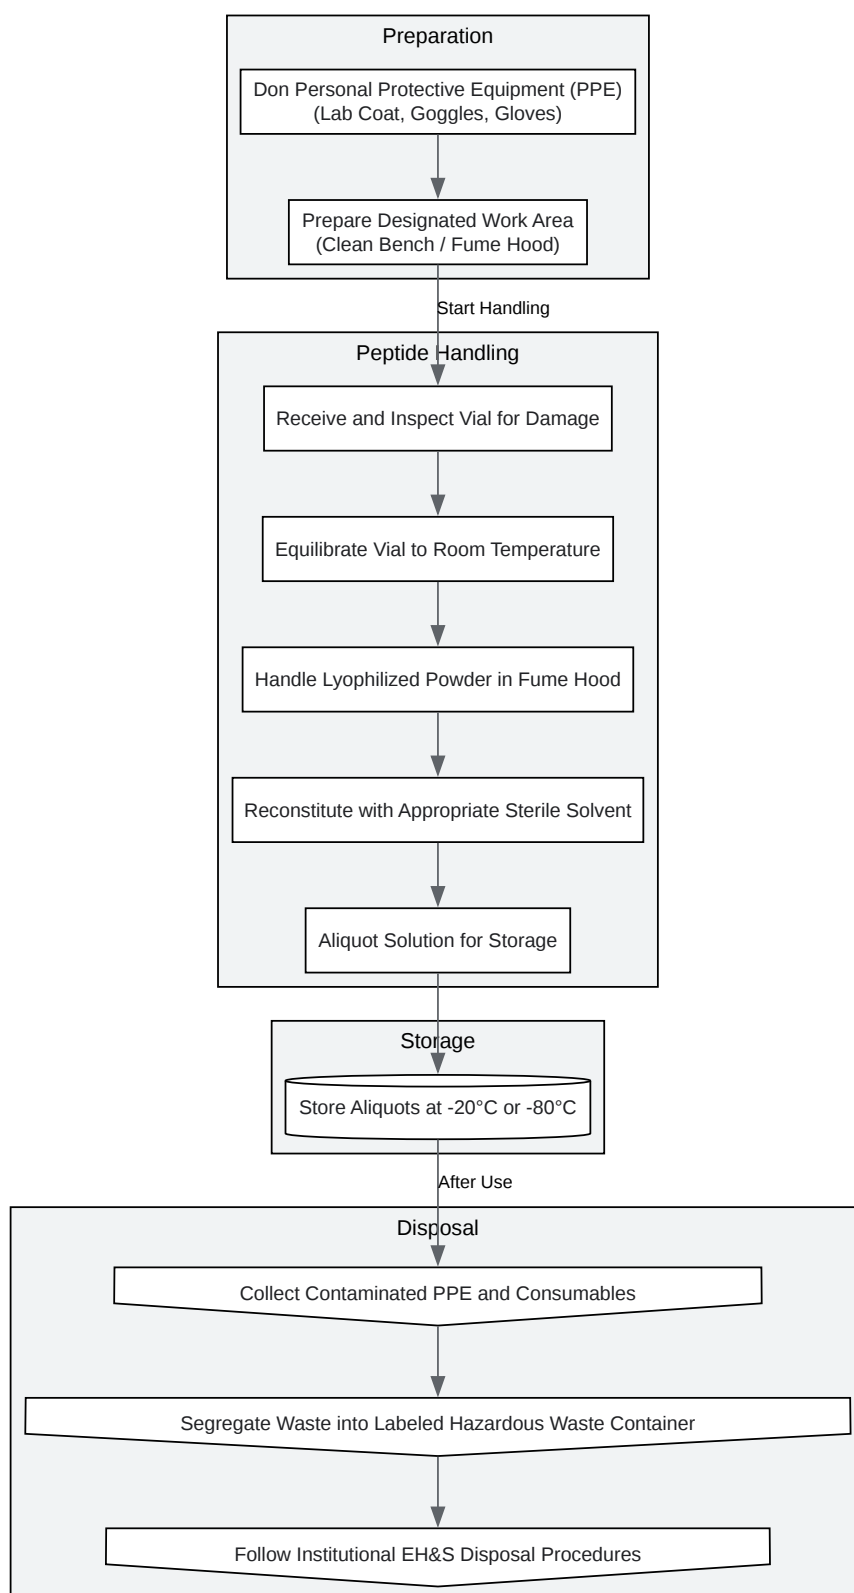 Preparation
Don Personal Protective Equipment (PPE)
(Lab Coat, Goggles, Gloves)
Prepare Designated Work Area
(Clean Bench / Fume Hood)
Start Handling
Peptide Handling
Receive and Inspect Vial for Damage
Equilibrate Vial to Room Temperature
Handle Lyophilized Powder in Fume Hood
Reconstitute with Appropriate Sterile Solvent
Aliquot Solution for Storage
Storage
Store Aliquots at -20°C or -80°C
After Use
Disposal
Collect Contaminated PPE and Consumables
Segregate Waste into Labeled Hazardous Waste Container
Follow Institutional EH&S Disposal Procedures